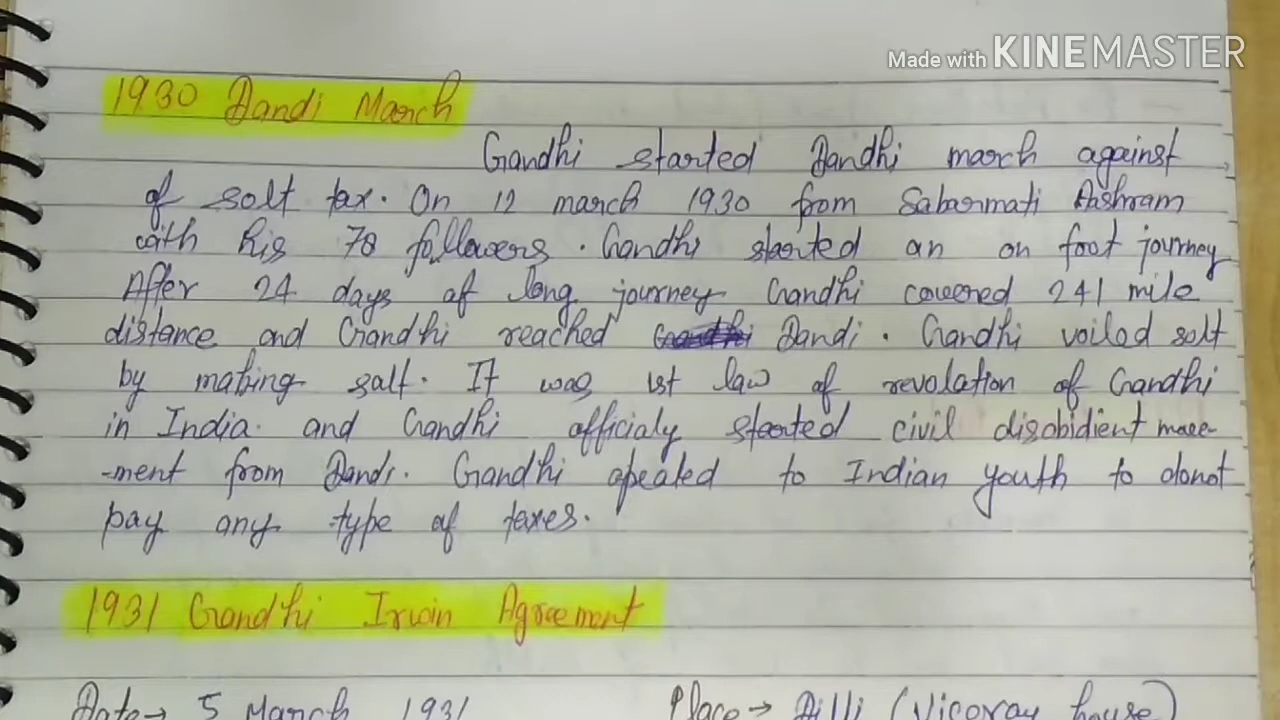 Made with KINEMASTER
1930 Dandi March
Gandhi started Dandhi march against
of salt tax. On 12 march 1930 from Sabarmati Aashram
with his 78 followers. Gandhi started an on foot journey
After 24 days of long journey Gandhi covered 241 mile
distance and Gandhi reached Dandi. Gandhi voiled salt
by making salt. It was 1st law of revolation of Gandhi
in India. and Gandhi officialy started civil disobidient move-
-ment from Dandi. Gandhi apealed to Indian youth to donot
pay any type of taxes.
1931 Gandhi Irwin Agreement
Date → 5 March 1931 Place → Dilli (Viceroy house)